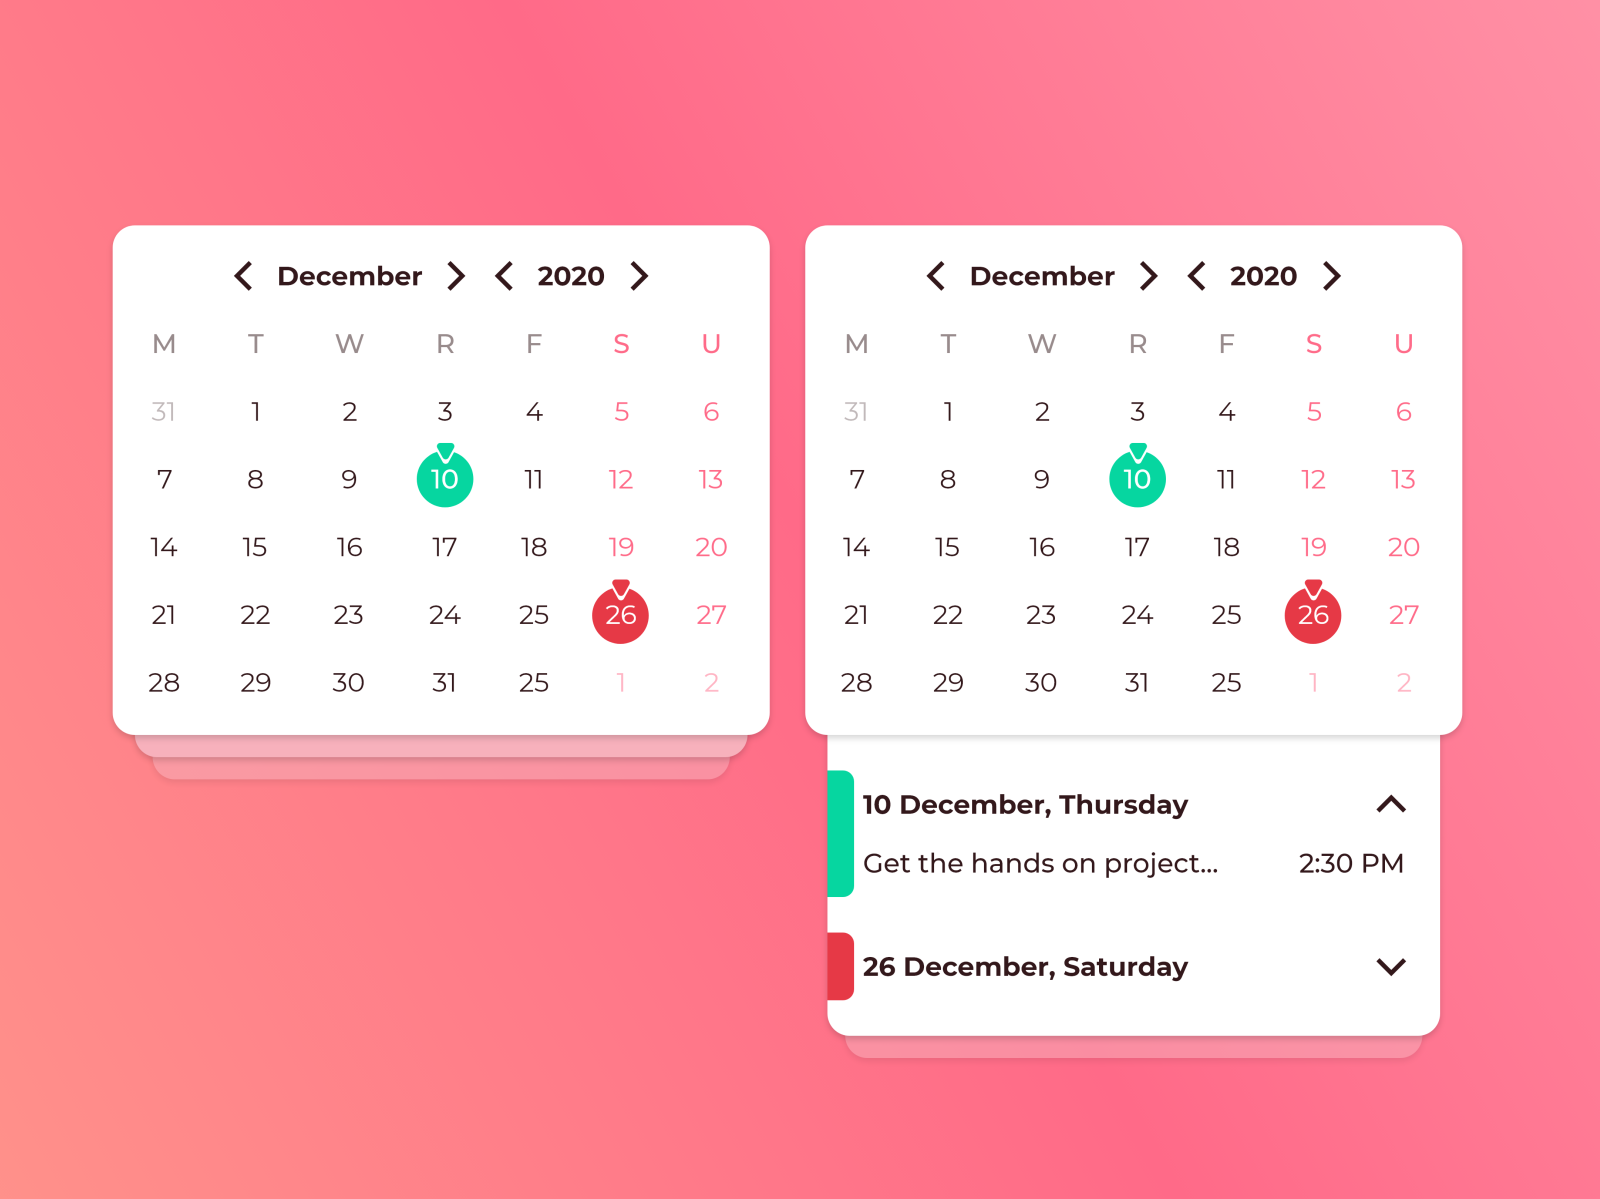 December 2020
M T W R F S U
31 1 2 3 4 5 6
7 8 9 10 11 12 13
14 15 16 17 18 19 20
21 22 23 24 25 26 27
28 29 30 31 25 1 2
December 2020
M T W R F S U
31 1 2 3 4 5 6
7 8 9 10 11 12 13
14 15 16 17 18 19 20
21 22 23 24 25 26 27
28 29 30 31 25 1 2
10 December, Thursday
Get the hands on project... 2:30 PM
26 December, Saturday